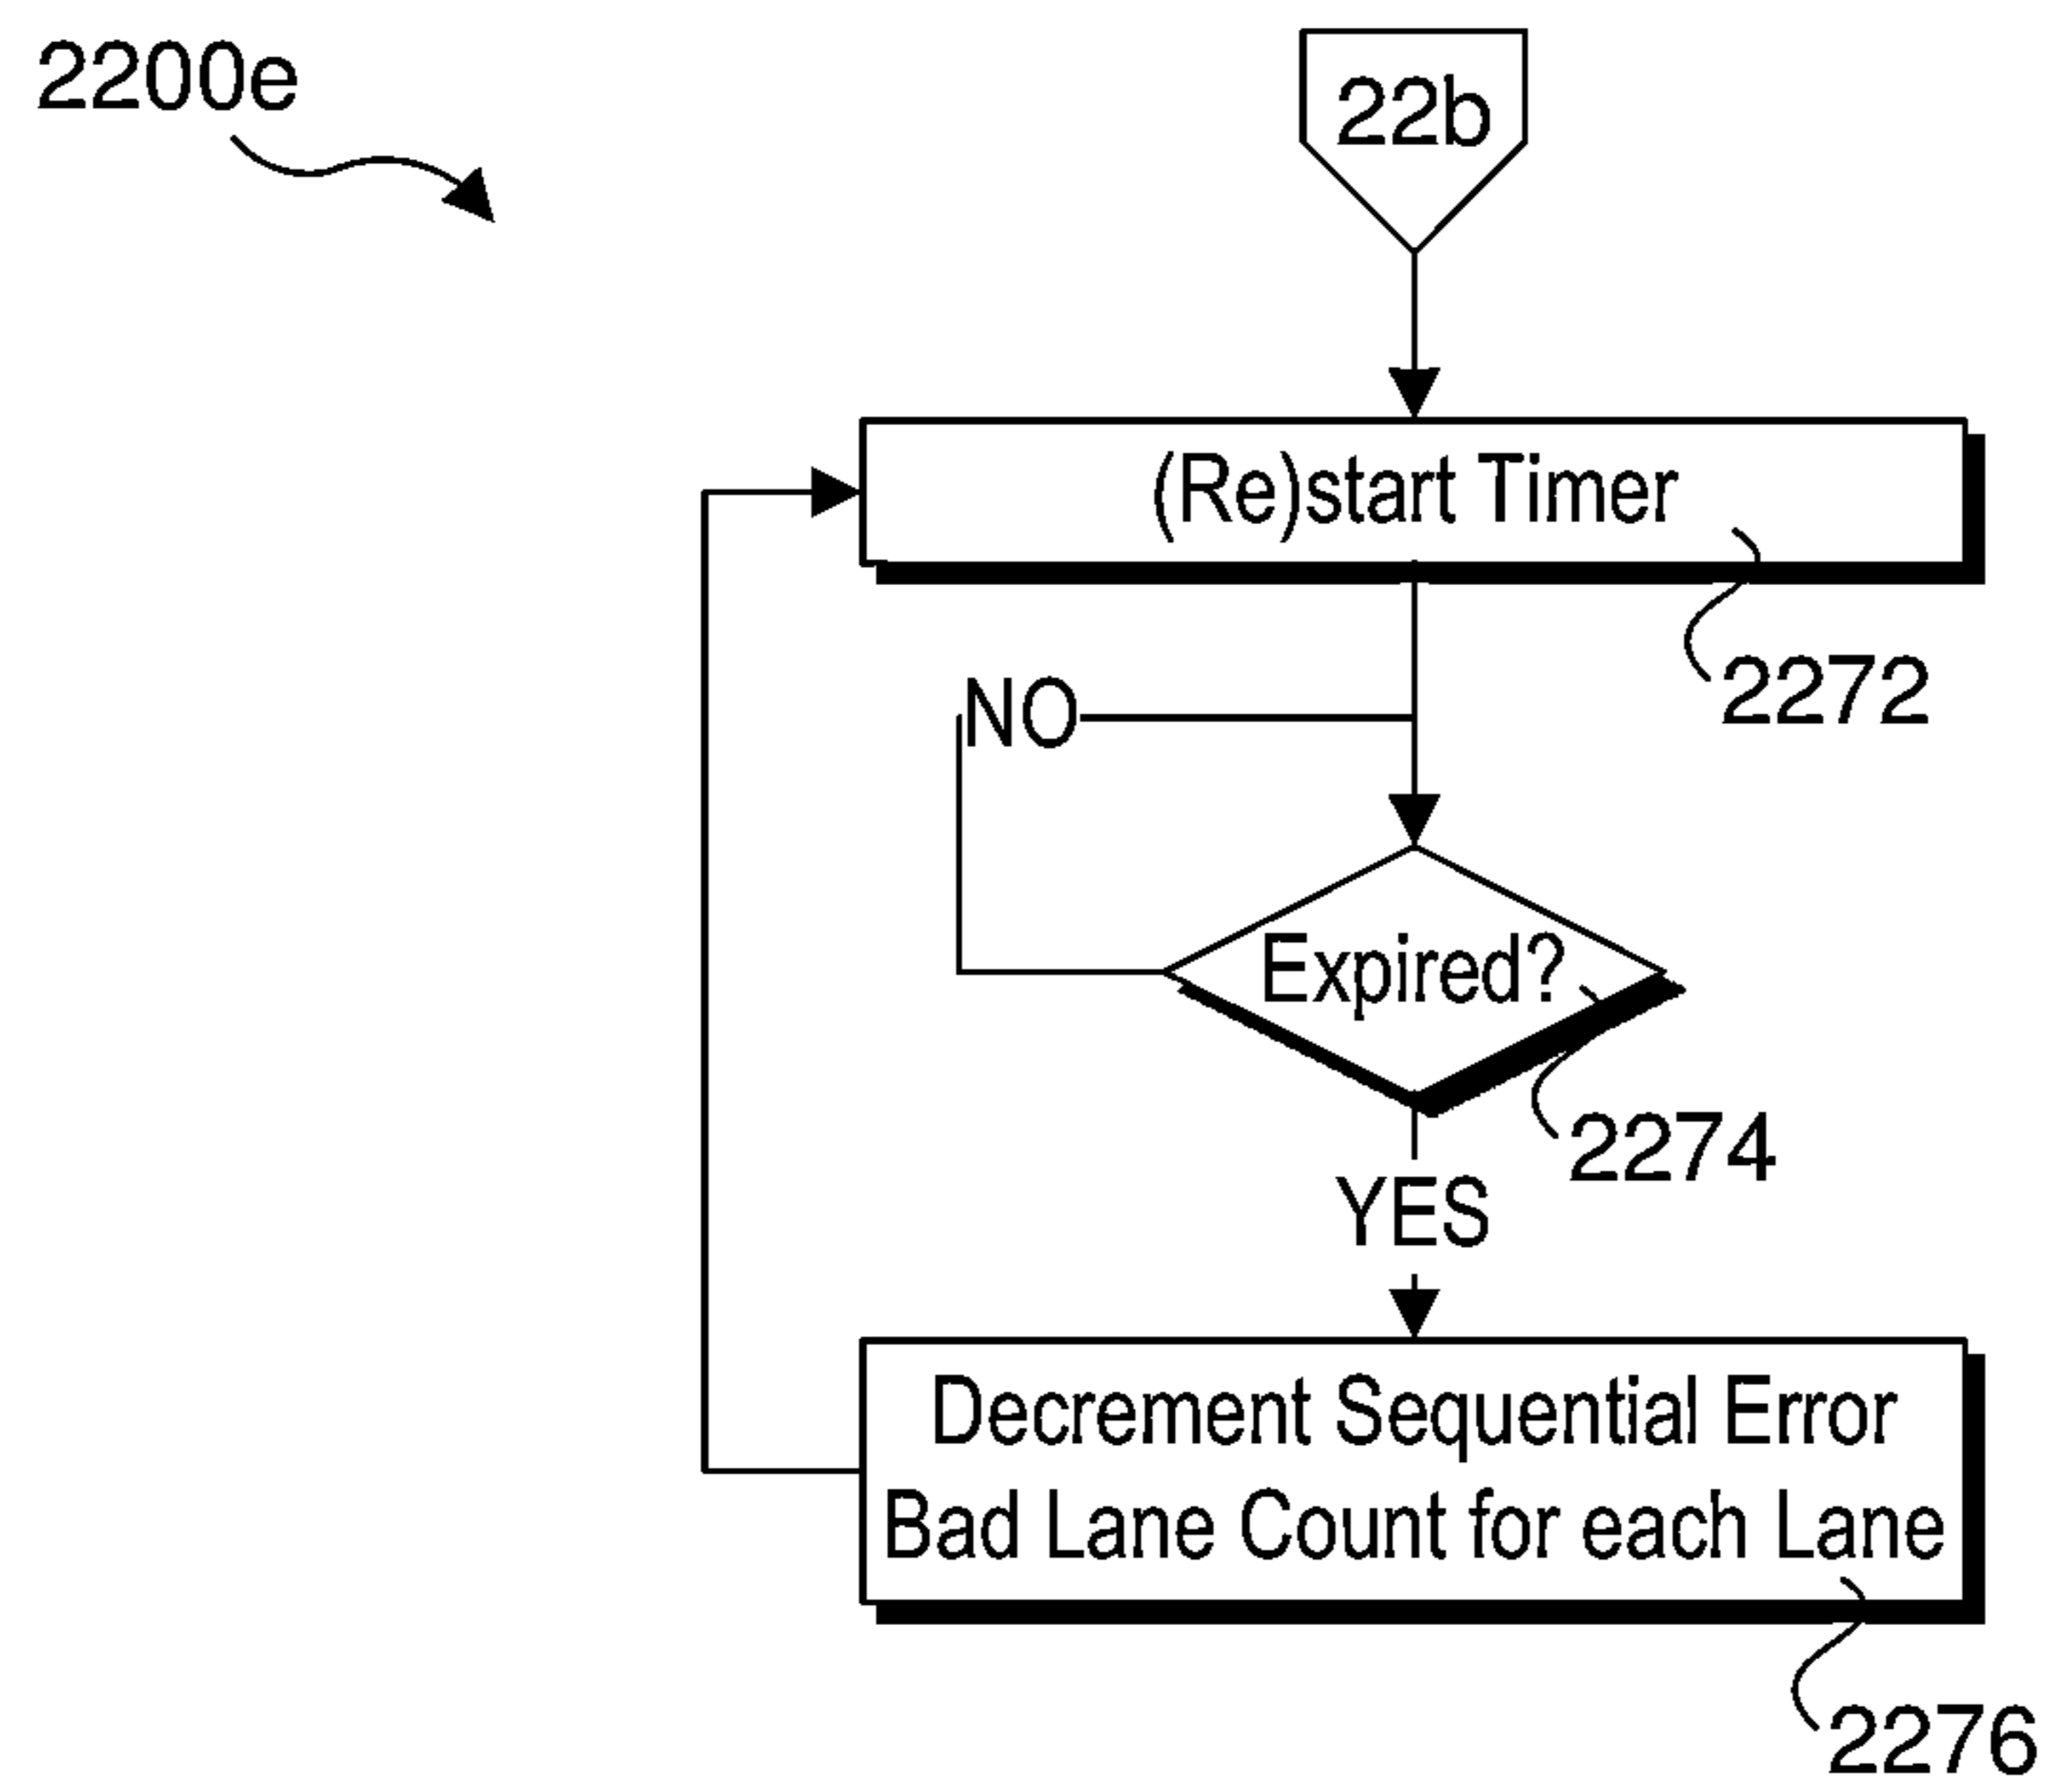 2200e
22b
(Re)start Timer
2272
NO
Expired?
2274
YES
Decrement Sequential Error
Bad Lane Count for each Lane
2276